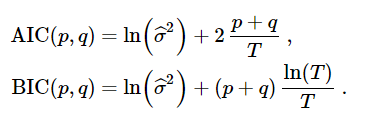 AIC(p, q) = ln(σ̂²) + 2 (p + q)/T ,
BIC(p, q) = ln(σ̂²) + (p + q) ln(T)/T .